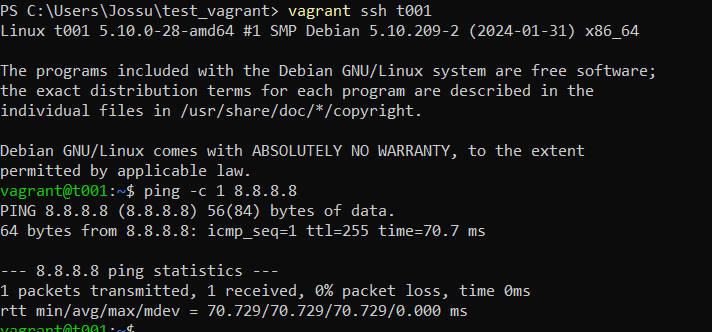 PS C:\Users\Jossu\test_vagrant> vagrant ssh t001
Linux t001 5.10.0-28-amd64 #1 SMP Debian 5.10.209-2 (2024-01-31) x86_64

The programs included with the Debian GNU/Linux system are free software;
the exact distribution terms for each program are described in the
individual files in /usr/share/doc/*/copyright.

Debian GNU/Linux comes with ABSOLUTELY NO WARRANTY, to the extent
permitted by applicable law.
vagrant@t001:~$ ping -c 1 8.8.8.8
PING 8.8.8.8 (8.8.8.8) 56(84) bytes of data.
64 bytes from 8.8.8.8: icmp_seq=1 ttl=255 time=70.7 ms

--- 8.8.8.8 ping statistics ---
1 packets transmitted, 1 received, 0% packet loss, time 0ms
rtt min/avg/max/mdev = 70.729/70.729/70.729/0.000 ms
vagrant@t001:~$